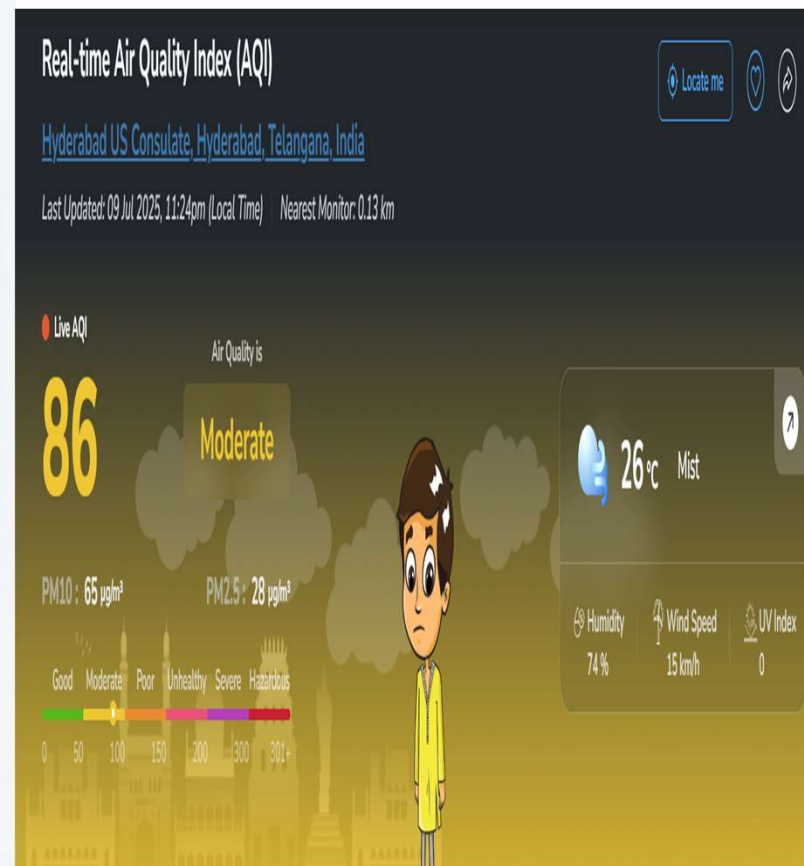 Real-time Air Quality Index (AQI)
Locate me
Hyderabad US Consulate, Hyderabad, Telangana, India
Last Updated: 09 Jul 2025, 11:24pm (Local Time) Nearest Monitor: 0.13 km
Live AQI
86
Air Quality is
Moderate
PM10 : 65 µg/m³ PM2.5 : 28 µg/m³
Good Moderate Poor Unhealthy Severe Hazardous
0 50 100 150 200 300 301+
26 °C Mist
Humidity Wind Speed UV Index
74 % 15 km/h 0